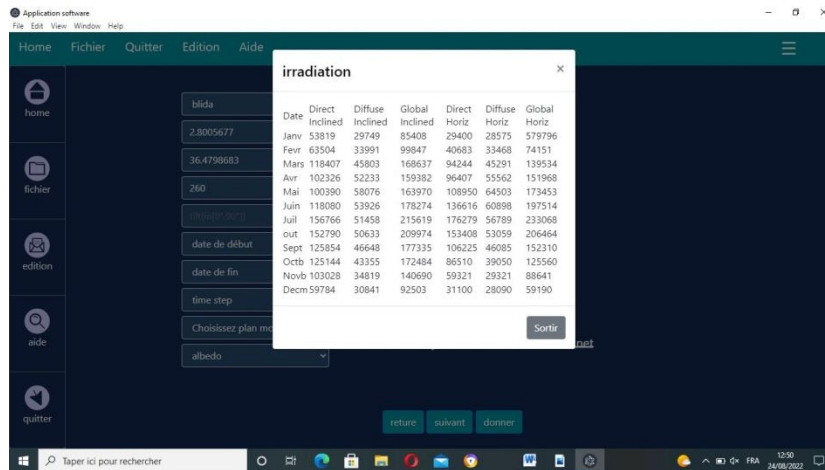 Application software
File Edit View Window Help
Home Fichier Quitter Edition Aide
irradiation ×
Date Direct Inclined Diffuse Inclined Global Inclined Direct Horiz Diffuse Horiz Global Horiz
Janv 53819 29749 85408 29400 28575 579796
Fevr 63504 33991 99847 40683 33468 74151
Mars 118407 45803 168637 94244 45291 139534
Avr 102326 52233 159382 96407 55562 151968
Mai 100390 58076 163970 108950 64503 173453
Juin 118080 53926 178274 136616 60898 197514
Juil 156766 51458 215619 176279 56789 233068
out 152790 50633 209974 153408 53059 206464
Sept 125854 46648 177335 106225 46085 152310
Octb 125144 43355 172484 86510 39050 125560
Novb 103028 34819 140690 59321 29321 88641
Decm 59784 30841 92503 31100 28090 59190
Sortir
home
fichier
edition
aide
quitter
blida
2.8005677
36.4798683
260
date de début
date de fin
time step
Choisissez plan mo
albedo
net
reture suivant donner
Taper ici pour rechercher
FRA
12:50
24/08/2022